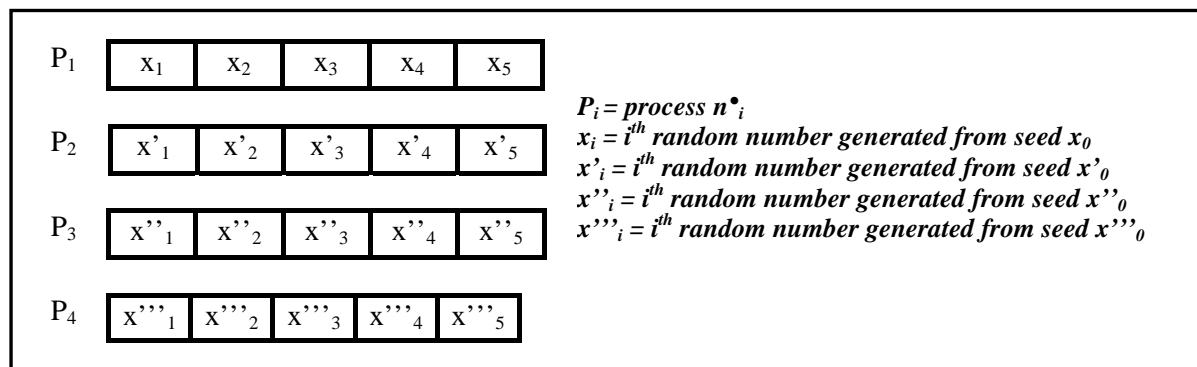 P₁ x₁ x₂ x₃ x₄ x₅
P₂ x'₁ x'₂ x'₃ x'₄ x'₅
P₃ x''₁ x''₂ x''₃ x''₄ x''₅
P₄ x'''₁ x'''₂ x'''₃ x'''₄ x'''₅
Pᵢ = process n•ᵢ
xᵢ = iᵗʰ random number generated from seed x₀
x'ᵢ = iᵗʰ random number generated from seed x'₀
x''ᵢ = iᵗʰ random number generated from seed x''₀
x'''ᵢ = iᵗʰ random number generated from seed x'''₀